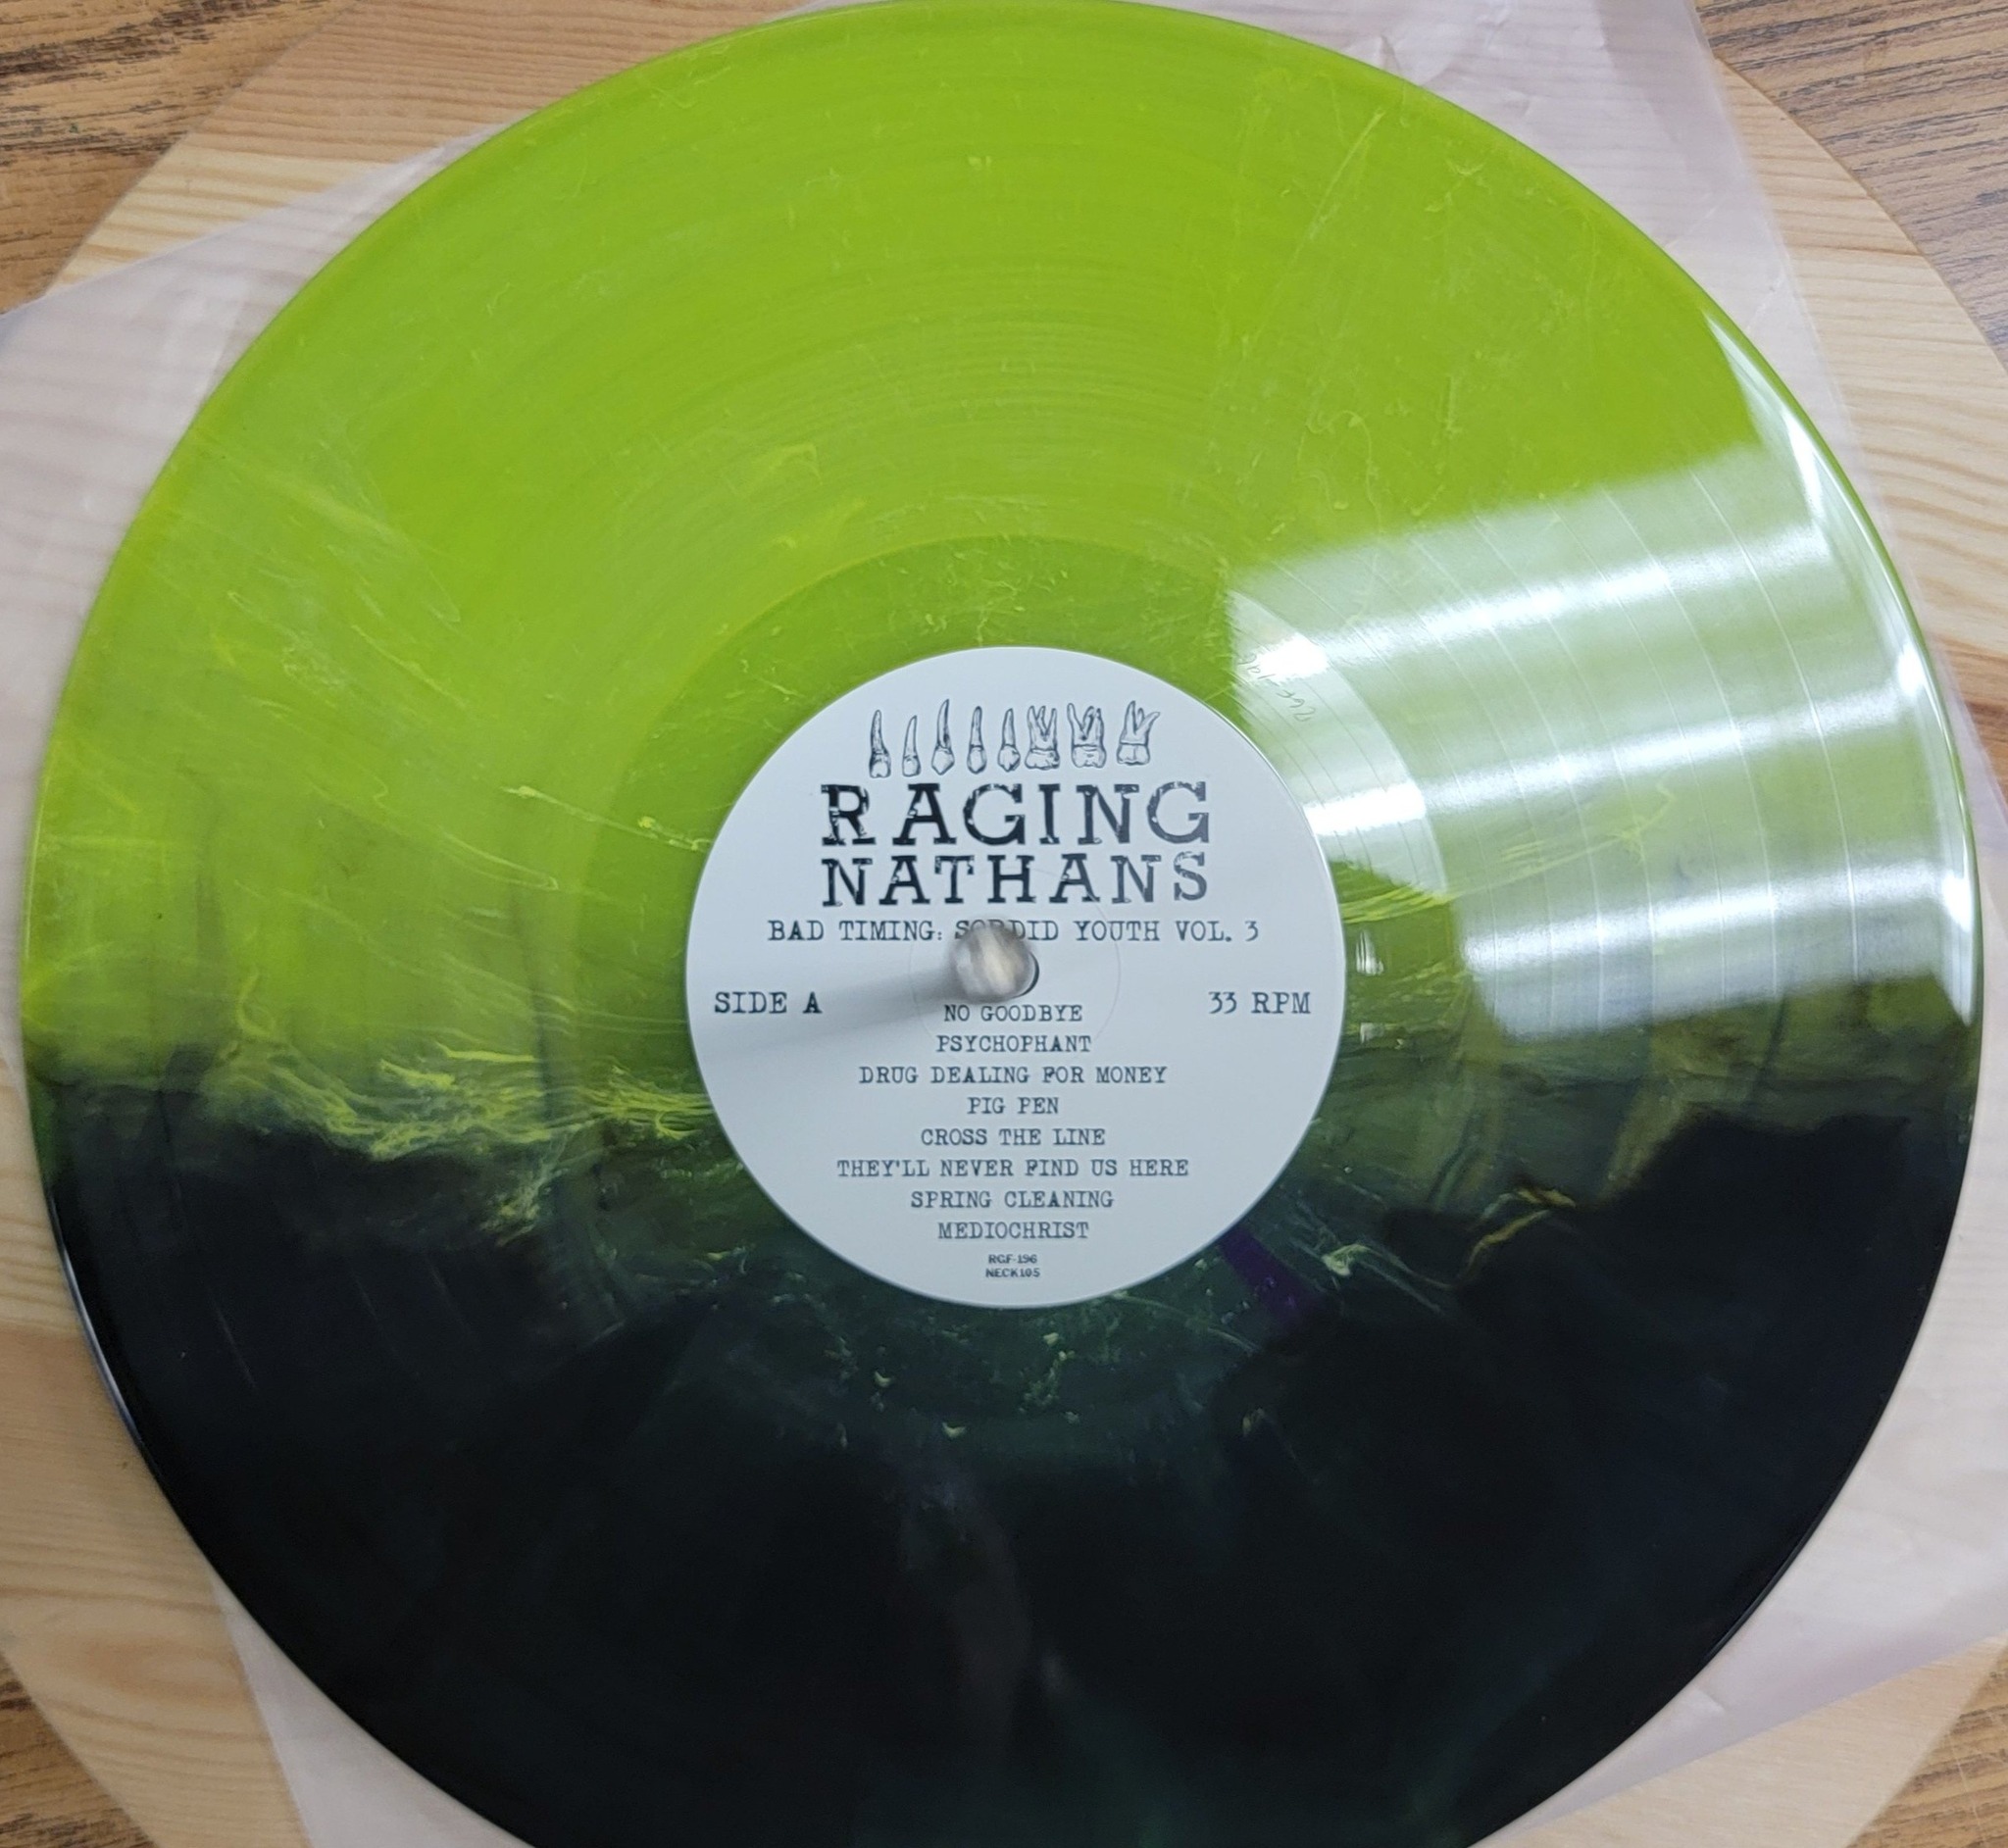 RAGING
NATHANS
BAD TIMING: SORDID YOUTH VOL. 3
SIDE A
33 RPM
NO GOODBYE
PSYCHOPHANT
DRUG DEALING FOR MONEY
PIG PEN
CROSS THE LINE
THEY'LL NEVER FIND US HERE
SPRING CLEANING
MEDIOCHRIST
RGF-196
NECK105